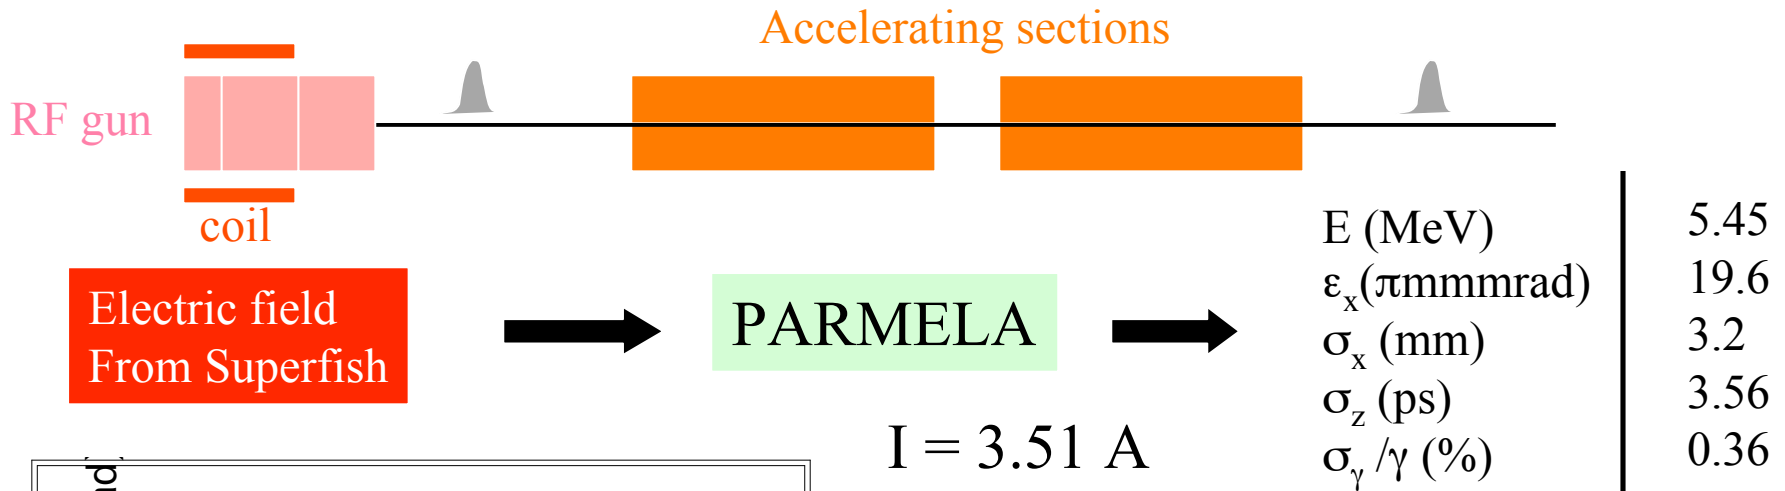 Accelerating sections
RF gun
coil
Electric field
From Superfish
PARMELA
I = 3.51 A
E (MeV) 5.45
εx(πmmmrad) 19.6
σx (mm) 3.2
σz (ps) 3.56
σγ /γ (%) 0.36